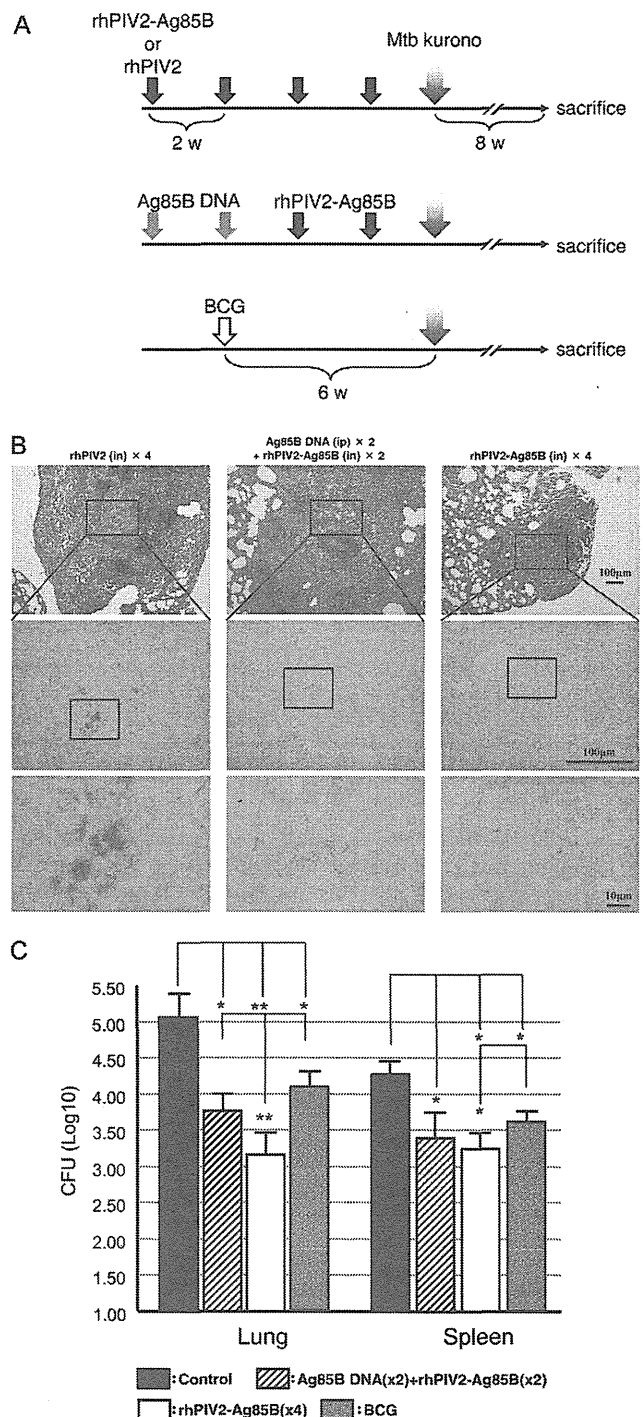 A
rhPIV2-Ag85B
or
rhPIV2
Mtb kurono
sacrifice
2 w
8 w
Ag85B DNA
rhPIV2-Ag85B
sacrifice
BCG
sacrifice
6 w
B
rhPIV2 (in) × 4
Ag85B DNA (ip) × 2
+ rhPIV2-Ag85B (in) × 2
rhPIV2-Ag85B (in) × 4
100μm
100μm
10μm
C
CFU (Log10)
5.50
5.00
4.50
4.00
3.50
3.00
2.50
2.00
1.50
1.00
* ** *
**
* *
* *
Lung
Spleen
:Control
:Ag85B DNA(x2)+rhPIV2-Ag85B(x2)
:rhPIV2-Ag85B(x4)
:BCG